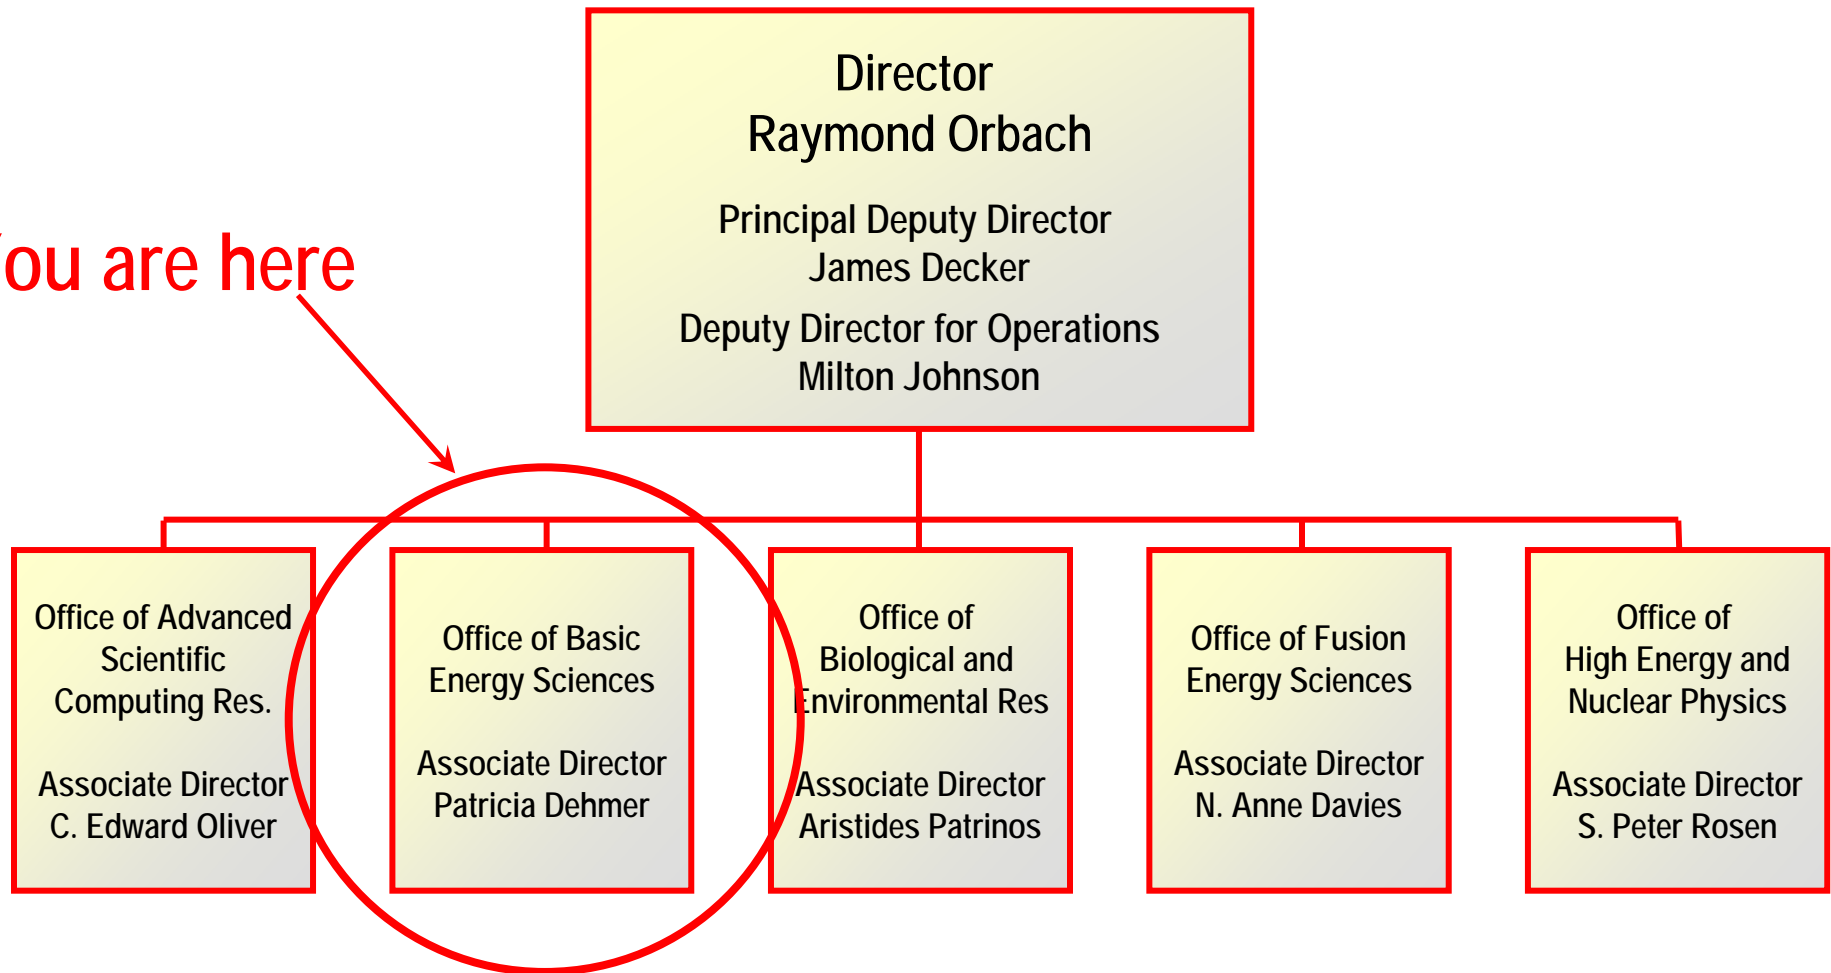 Director
Raymond Orbach
Principal Deputy Director
James Decker
Deputy Director for Operations
Milton Johnson
You are here
Office of Advanced
Scientific
Computing Res.
Associate Director
C. Edward Oliver
Office of Basic
Energy Sciences
Associate Director
Patricia Dehmer
Office of
Biological and
Environmental Res
Associate Director
Aristides Patrinos
Office of Fusion
Energy Sciences
Associate Director
N. Anne Davies
Office of
High Energy and
Nuclear Physics
Associate Director
S. Peter Rosen